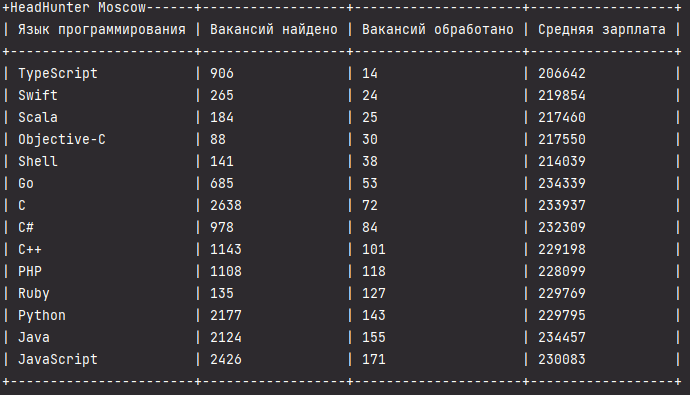 +HeadHunter Moscow------+------------------+--------------------+------------------+
| Язык программирования | Вакансий найдено | Вакансий обработано | Средняя зарплата |
+-----------------------+------------------+---------------------+------------------+
| TypeScript            | 906              | 14                  | 206642           |
| Swift                 | 265              | 24                  | 219854           |
| Scala                 | 184              | 25                  | 217460           |
| Objective-C           | 88               | 30                  | 217550           |
| Shell                 | 141              | 38                  | 214039           |
| Go                    | 685              | 53                  | 234339           |
| C                     | 2638             | 72                  | 233937           |
| C#                    | 978              | 84                  | 232309           |
| C++                   | 1143             | 101                 | 229198           |
| PHP                   | 1108             | 118                 | 228099           |
| Ruby                  | 135              | 127                 | 229769           |
| Python                | 2177             | 143                 | 229795           |
| Java                  | 2124             | 155                 | 234457           |
| JavaScript            | 2426             | 171                 | 230083           |
+-----------------------+------------------+---------------------+------------------+